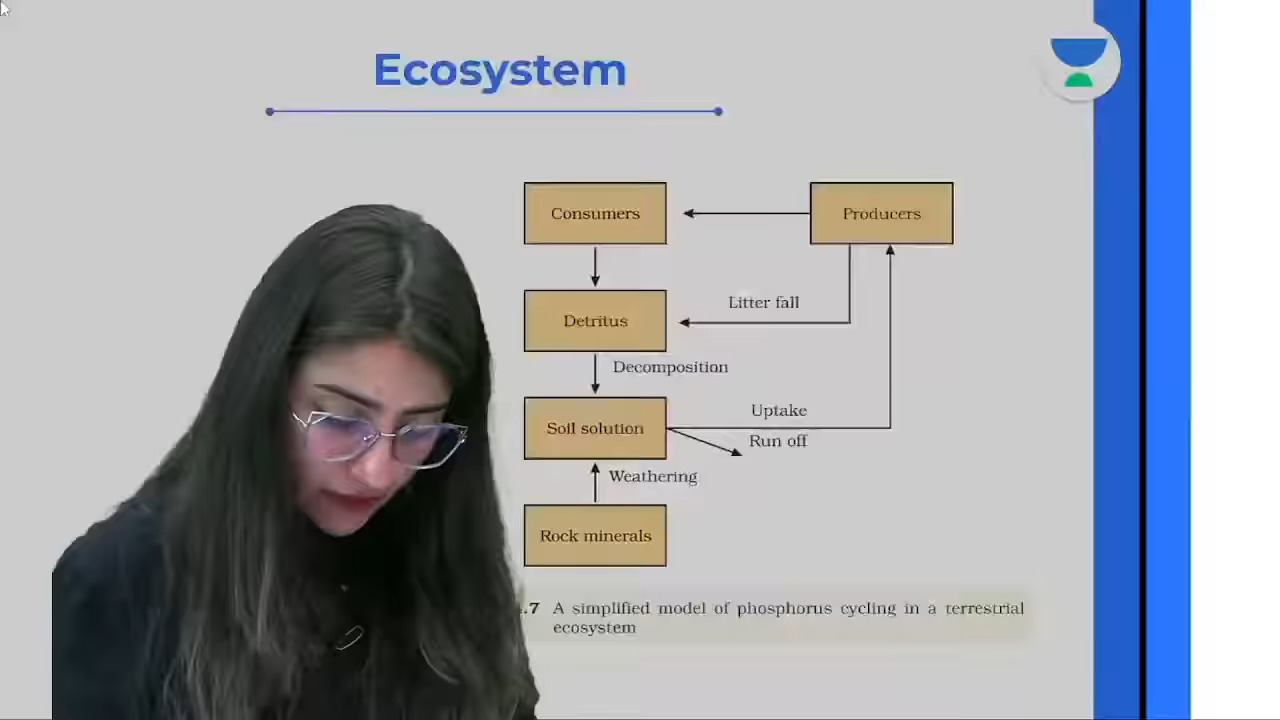 Ecosystem
Consumers
Producers
Litter fall
Detritus
Decomposition
Uptake
Soil solution
Run off
Weathering
Rock minerals
.7 A simplified model of phosphorus cycling in a terrestrial
ecosystem